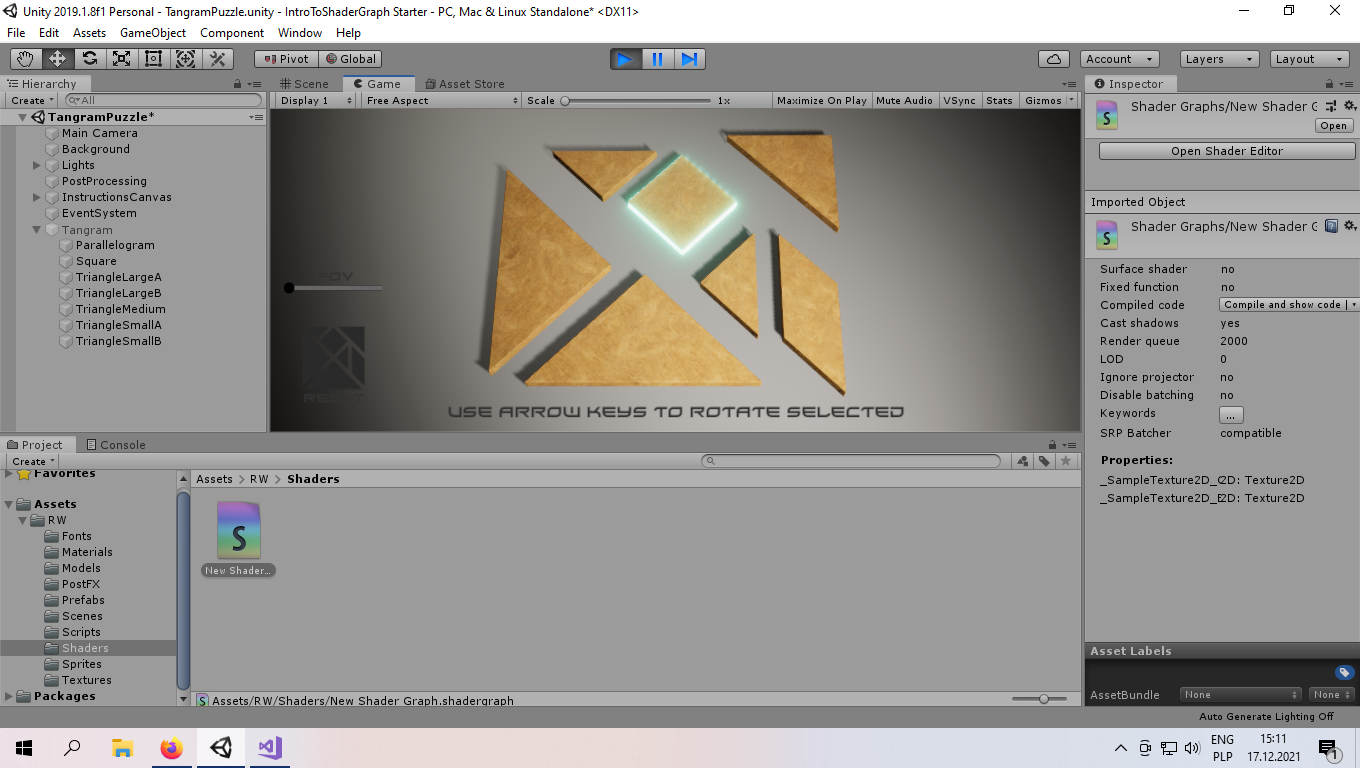 Unity 2019.1.8f1 Personal - TangramPuzzle.unity - IntroToShaderGraph Starter - PC, Mac & Linux Standalone* <DX11>
File Edit Assets GameObject Component Window Help
Pivot Global Account Layers Layout
Hierarchy
Create All
TangramPuzzle*
Main Camera
Background
Lights
PostProcessing
InstructionsCanvas
EventSystem
Tangram
Parallelogram
Square
TriangleLargeA
TriangleLargeB
TriangleMedium
TriangleSmallA
TriangleSmallB
Scene Game Asset Store
Display 1 Free Aspect Scale 1x Maximize On Play Mute Audio VSync Stats Gizmos
FOV
RESET
USE ARROW KEYS TO ROTATE SELECTED
Inspector
Shader Graphs/New Shader G
Open
Open Shader Editor
Imported Object
Shader Graphs/New Shader G
Surface shader no
Fixed function no
Compiled code Compile and show code
Cast shadows yes
Render queue 2000
LOD 0
Ignore projector no
Disable batching no
Keywords ...
SRP Batcher compatible
Properties:
_SampleTexture2D_C2D: Texture2D
_SampleTexture2D_E2D: Texture2D
Project Console
Create
Favorites
Assets
RW
Fonts
Materials
Models
PostFX
Prefabs
Scenes
Scripts
Shaders
Sprites
Textures
Packages
Assets > RW > Shaders
S
New Shader...
Assets/RW/Shaders/New Shader Graph.shadergraph
Asset Labels
AssetBundle None None
Auto Generate Lighting Off
ENG 15:11
PLP 17.12.2021
1